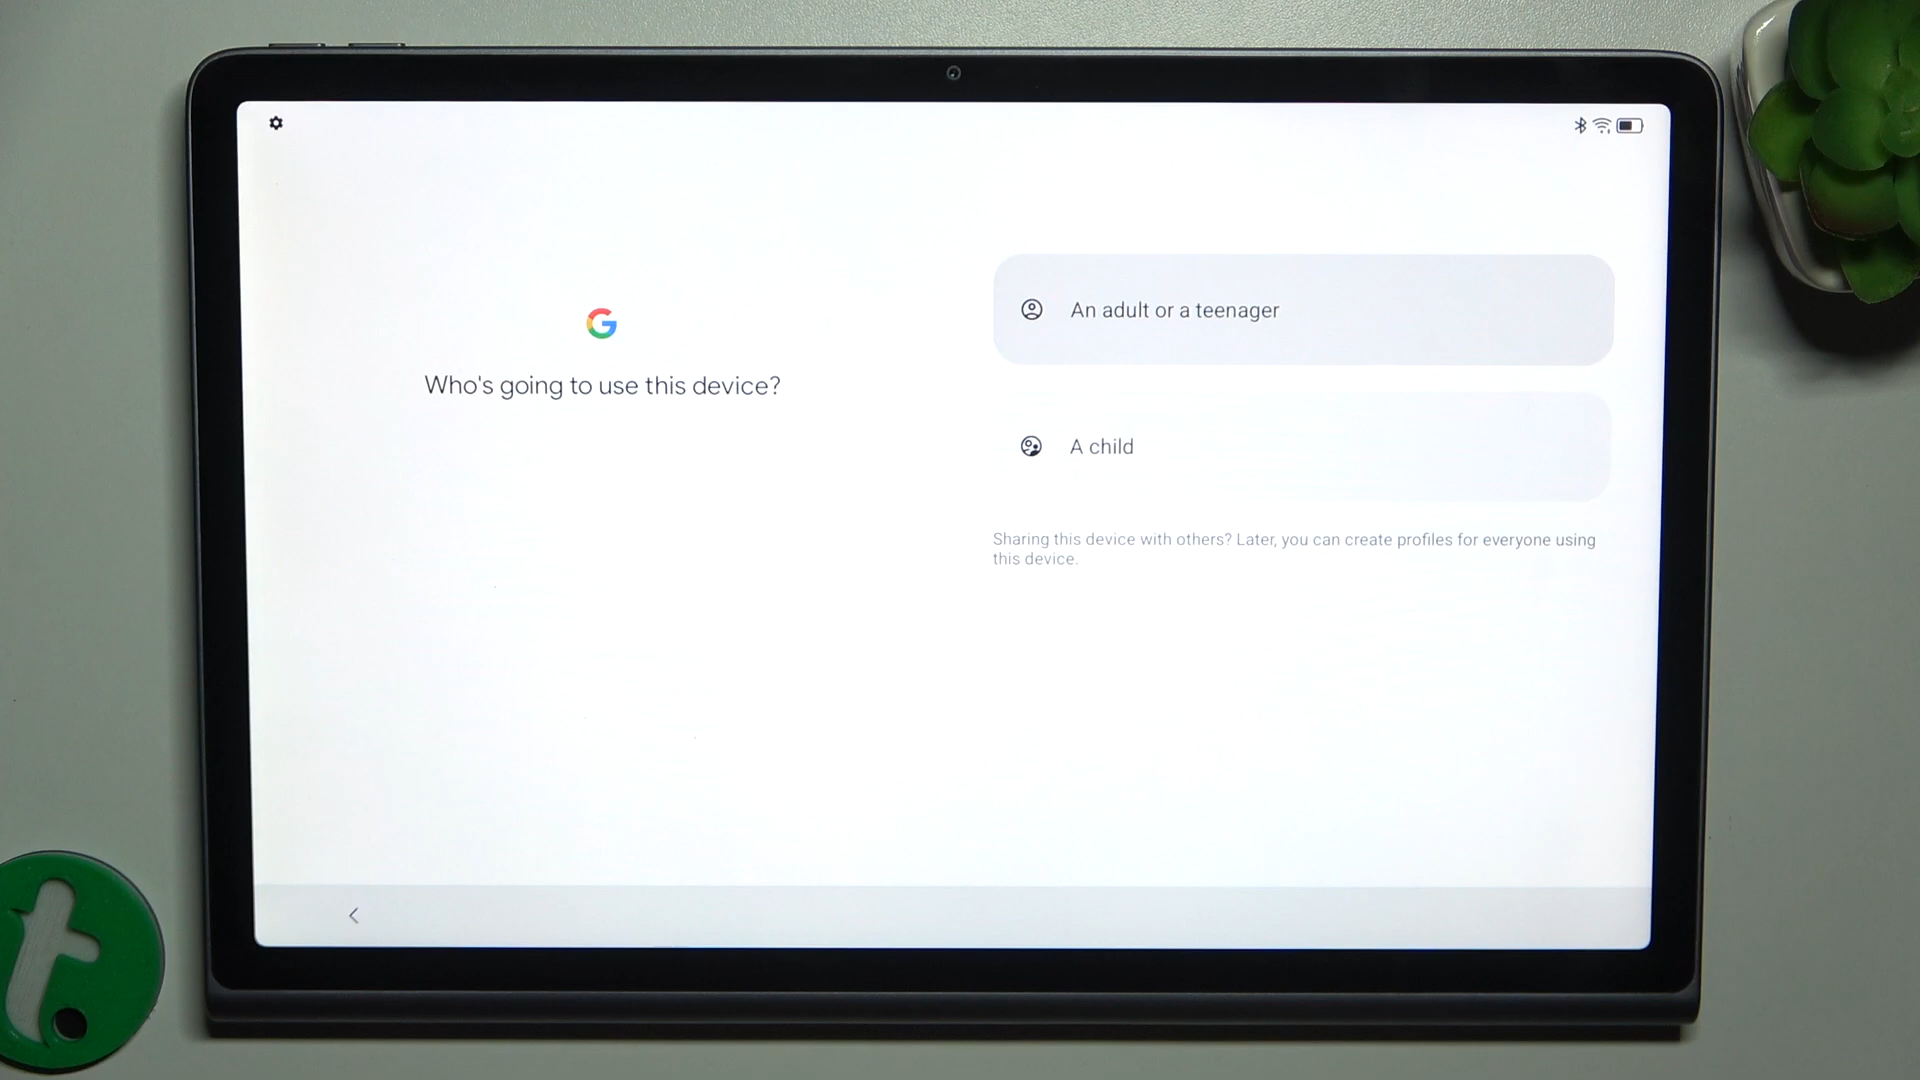 Who's going to use this device?
An adult or a teenager
A child
Sharing this device with others? Later, you can create profiles for everyone using
this device.